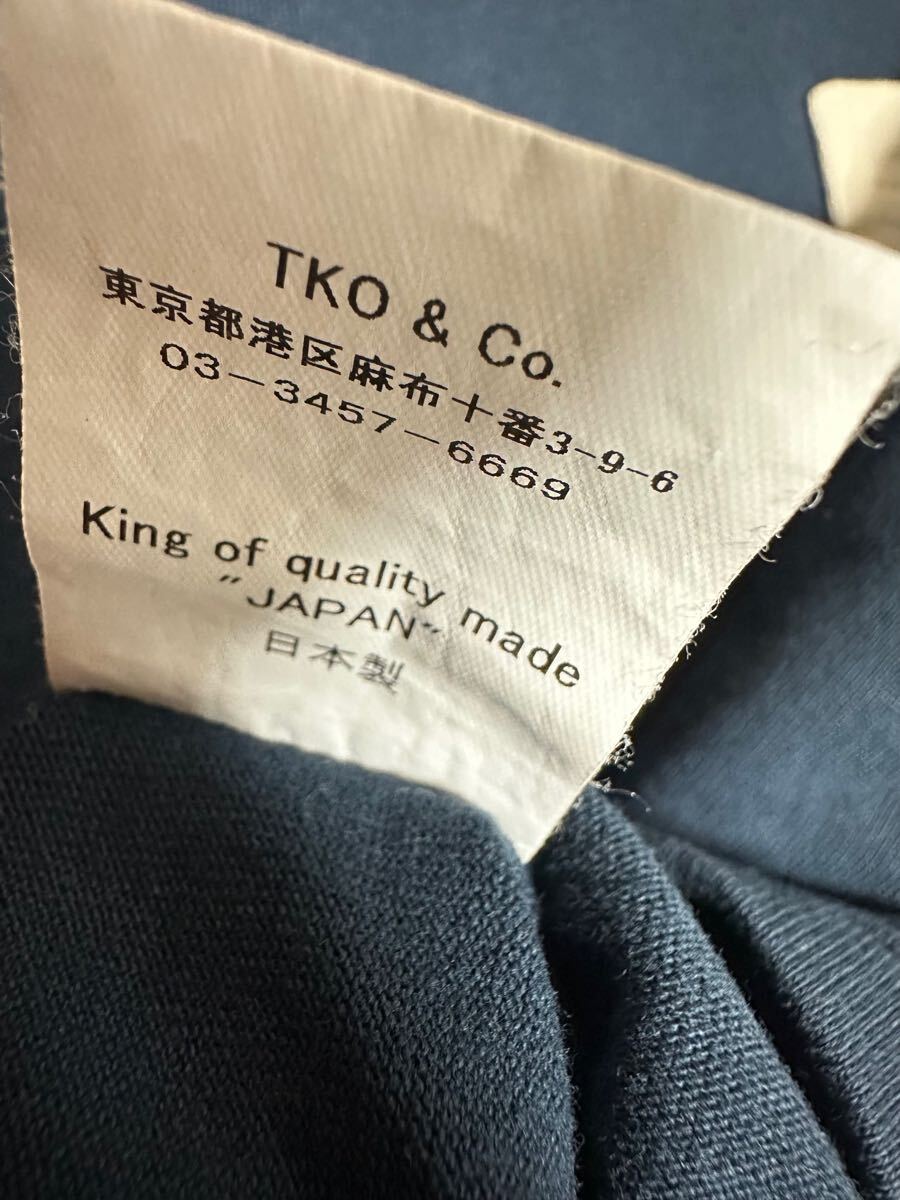 TKO & Co.
東京都港区麻布十番3-9-6
03-3457-6669
King of quality made
"JAPAN"
日本製